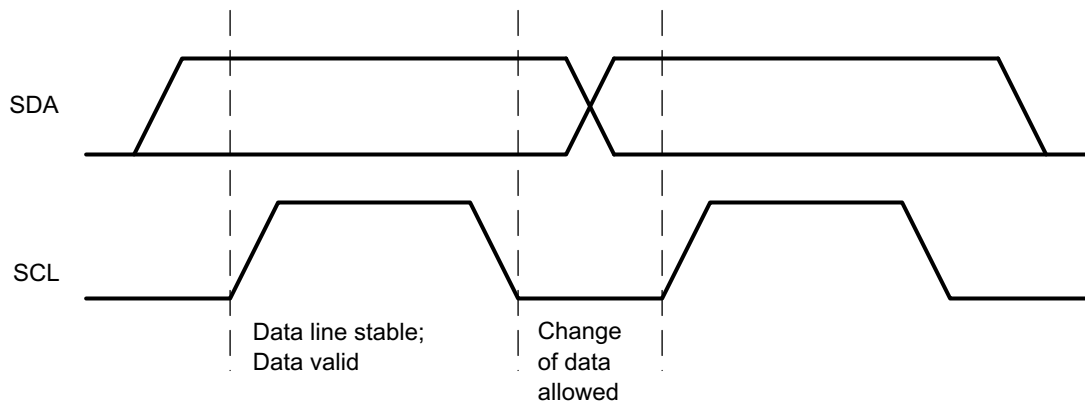 SDA
SCL
Data line stable;
Data valid
Change
of data
allowed